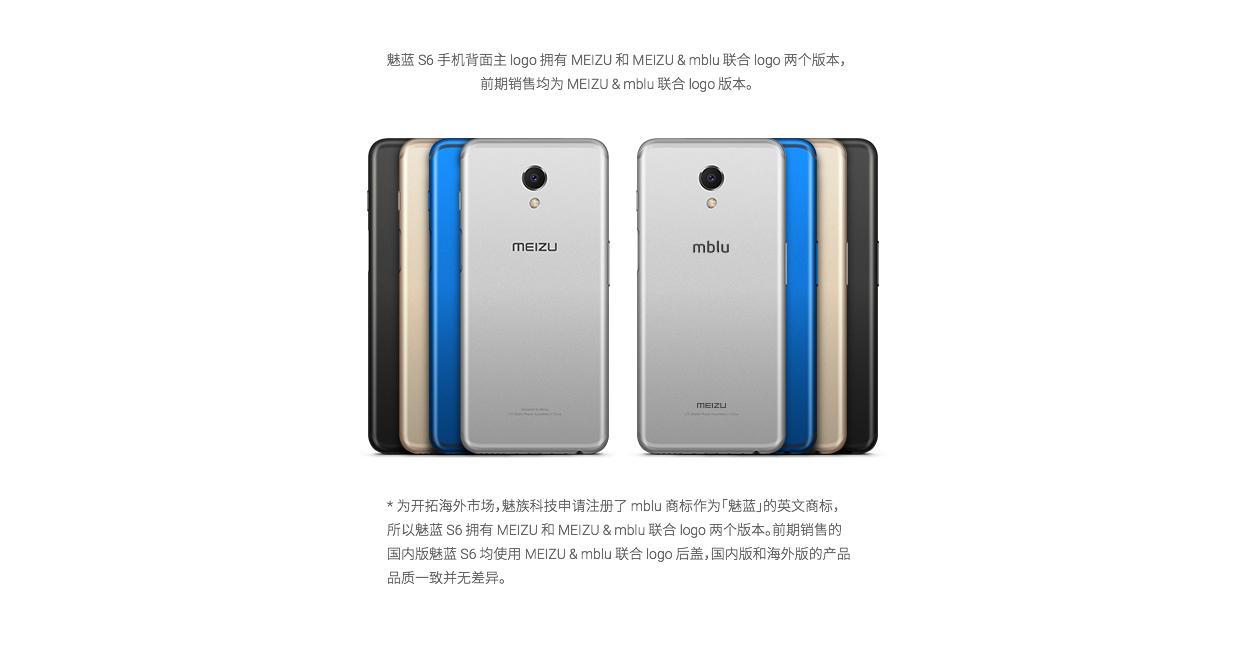 魅蓝 S6 手机背面主 logo 拥有 MEIZU 和 MEIZU & mblu 联合 logo 两个版本，
前期销售均为 MEIZU & mblu 联合 logo 版本。
MEIZU
mblu
MEIZU
* 为开拓海外市场，魅族科技申请注册了 mblu 商标作为「魅蓝」的英文商标，
所以魅蓝 S6 拥有 MEIZU 和 MEIZU & mblu 联合 logo 两个版本。前期销售的
国内版魅蓝 S6 均使用 MEIZU & mblu 联合 logo 后盖，国内版和海外版的产品
品质一致并无差异。